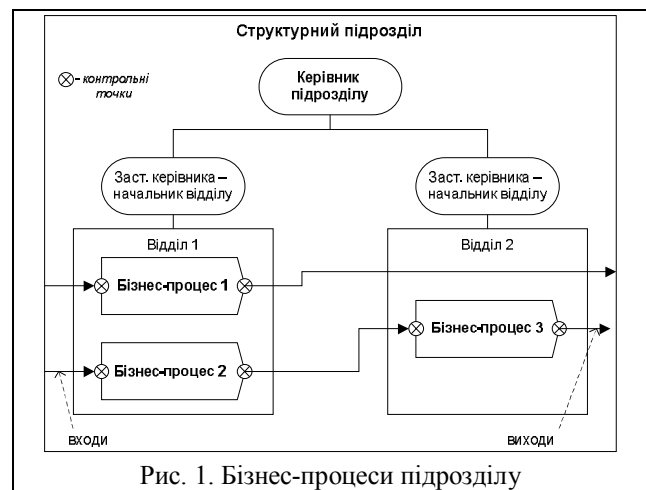 Структурний підрозділ
⊗- контрольні
точки
Керівник
підрозділу
Заст. керівника –
начальник відділу
Заст. керівника –
начальник відділу
Відділ 1
Відділ 2
Бізнес-процес 1
Бізнес-процес 3
Бізнес-процес 2
входи
виходи
Рис. 1. Бізнес-процеси підрозділу